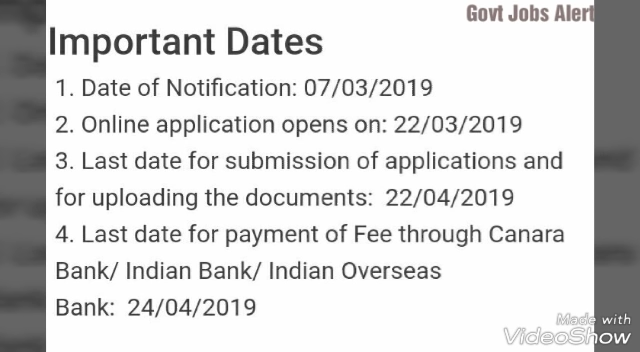 Govt Jobs Alert
Important Dates
1. Date of Notification: 07/03/2019
2. Online application opens on: 22/03/2019
3. Last date for submission of applications and
for uploading the documents: 22/04/2019
4. Last date for payment of Fee through Canara
Bank/ Indian Bank/ Indian Overseas
Bank: 24/04/2019
Made with
VideoShow